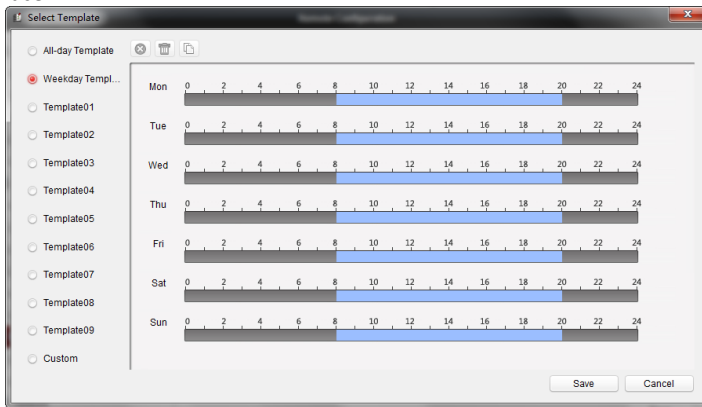 Select Template
Remote Configuration
All-day Template
Weekday Templ...
Template01
Template02
Template03
Template04
Template05
Template06
Template07
Template08
Template09
Custom
Mon 0 2 4 6 8 10 12 14 16 18 20 22 24
Tue 0 2 4 6 8 10 12 14 16 18 20 22 24
Wed 0 2 4 6 8 10 12 14 16 18 20 22 24
Thu 0 2 4 6 8 10 12 14 16 18 20 22 24
Fri 0 2 4 6 8 10 12 14 16 18 20 22 24
Sat 0 2 4 6 8 10 12 14 16 18 20 22 24
Sun 0 2 4 6 8 10 12 14 16 18 20 22 24
Save Cancel